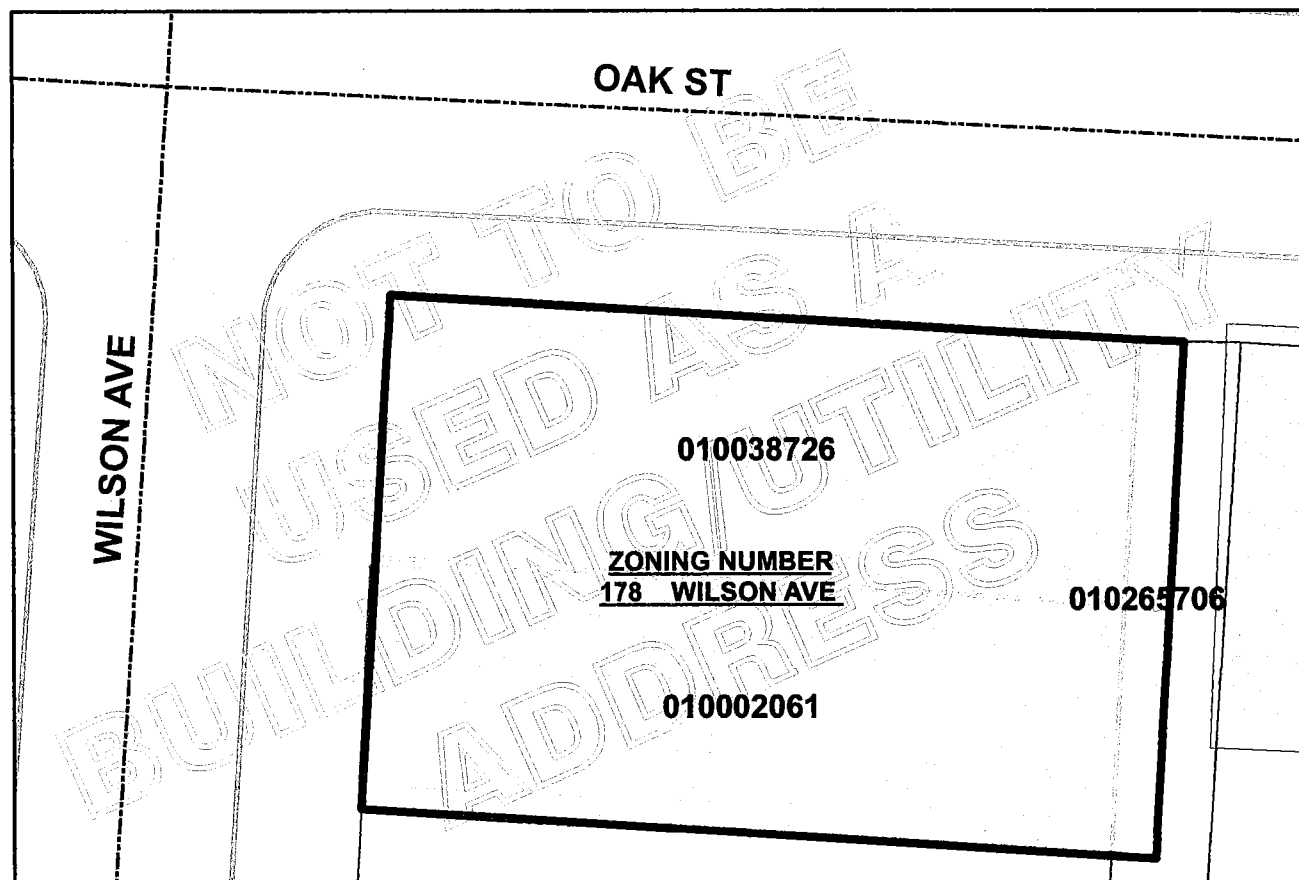 OAK ST
WILSON AVE
NOT TO BE
USED AS A
BUILDING/UTILITY
ADDRESS
010038726
ZONING NUMBER
178 WILSON AVE
010265706
010002061